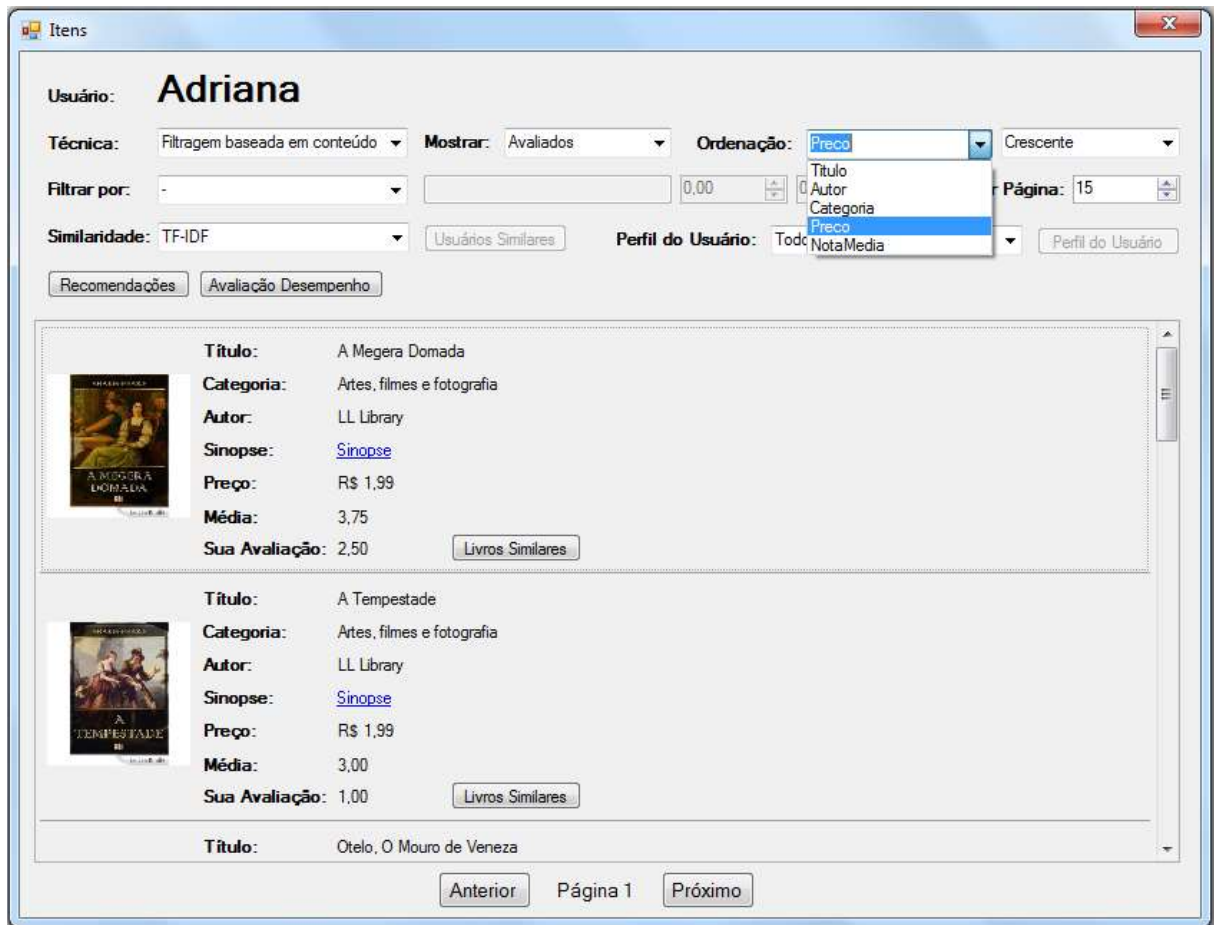 Itens
Usuário: Adriana
Técnica: Filtragem baseada em conteúdo Mostrar: Avaliados Ordenação: Preco Crescente
Título
Filtrar por: - 0,00 0 Autor r Página: 15
Categoria
Preco
Similaridade: TF-IDF Usuários Similares Perfil do Usuário: Todo NotaMedia Perfil do Usuário
Recomendações Avaliação Desempenho
Título: A Megera Domada
Categoria: Artes, filmes e fotografia
Autor: LL Library
Sinopse: Sinopse
Preço: R$ 1,99
Média: 3,75
Sua Avaliação: 2,50 Livros Similares
A MEGERA
DOMADA
Título: A Tempestade
Categoria: Artes, filmes e fotografia
Autor: LL Library
Sinopse: Sinopse
Preço: R$ 1,99
Média: 3,00
Sua Avaliação: 1,00 Livros Similares
A
TEMPESTADE
Título: Otelo, O Mouro de Veneza
Anterior Página 1 Próximo